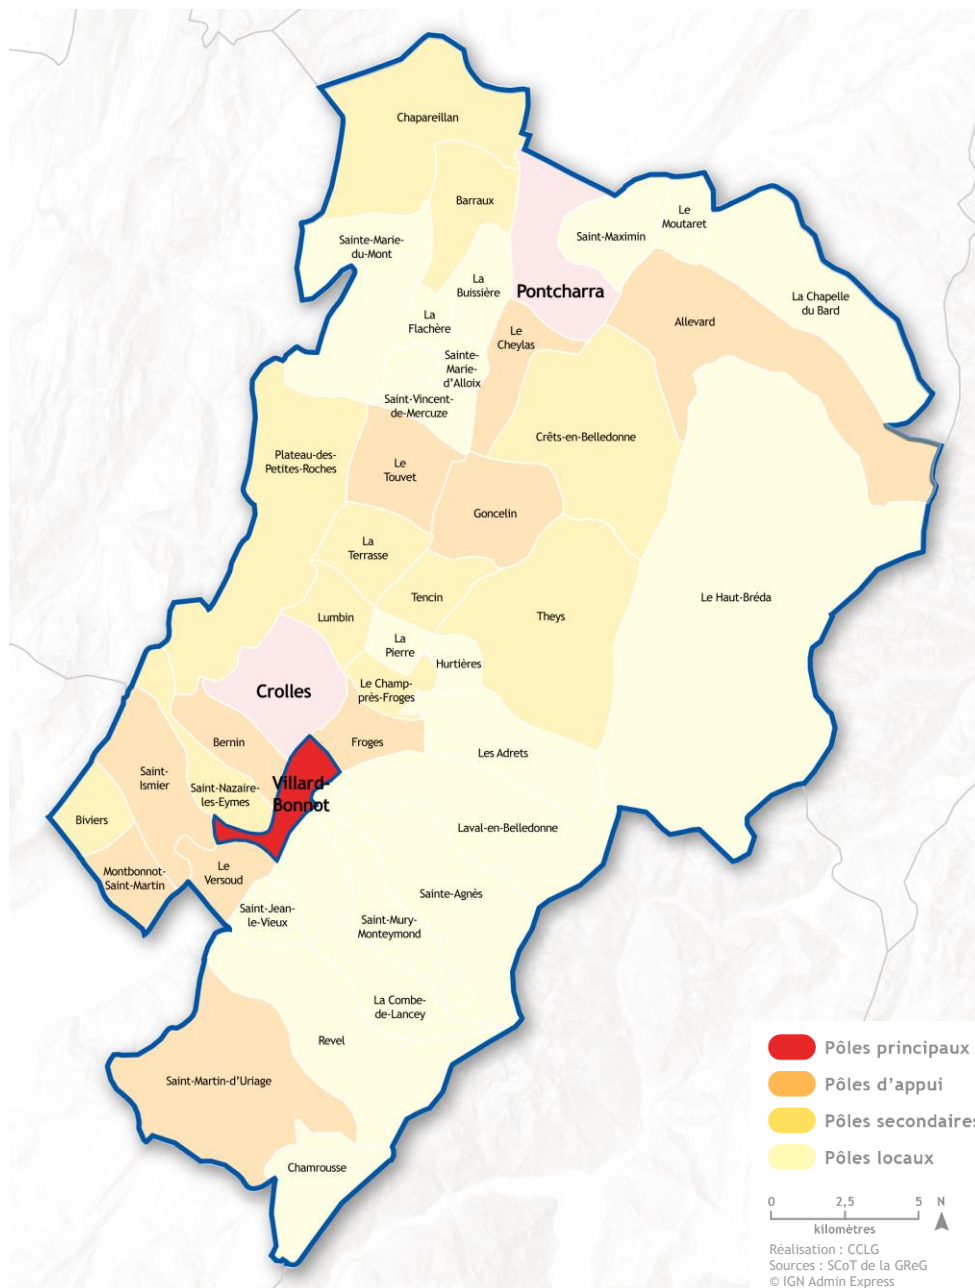 Chapareillan
Barraux
Le
Moutaret
Saint-Maximin
Sainte-Marie-
du-Mont
La
Buissière
Pontcharra
La Chapelle
du Bard
La
Flachère
Le
Cheylas
Allevard
Sainte-
Marie-
d'Alloix
Saint-Vincent-
de-Mercuze
Crêts-en-Belledonne
Plateau-des-
Petites-Roches
Le
Touvet
Goncelin
La
Terrasse
Tencin
Le Haut-Bréda
Lumbin
Theys
La
Pierre
Hurtières
Crolles
Le Champ-
près-Froges
Bernin
Froges
Les Adrets
Saint-
Ismier
Villard-
Bonnot
Saint-Nazaire-
les-Eymes
Biviers
Laval-en-Belledonne
Montbonnot-
Saint-Martin
Le
Versoud
Sainte-Agnès
Saint-Jean-
le-Vieux
Saint-Mury-
Monteymond
La Combe-
de-Lancey
Revel
Saint-Martin-d'Uriage
Chamrousse
Pôles principaux
Pôles d'appui
Pôles secondaires
Pôles locaux
0 2,5 5 N
kilomètres
Réalisation : CCLG
Sources : SCoT de la GReG
© IGN Admin Express